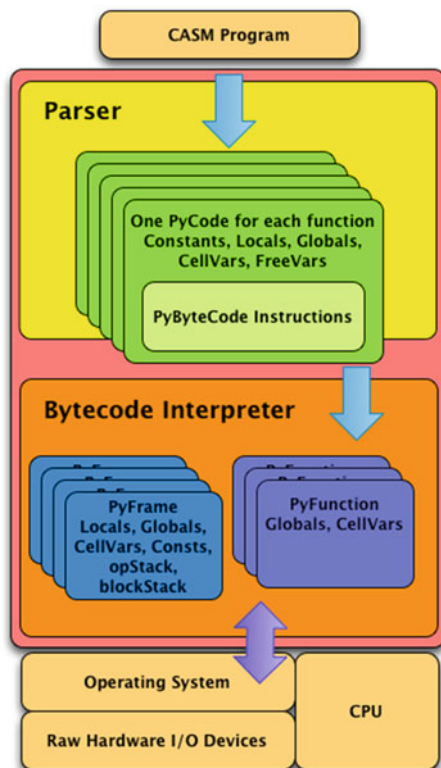 CASM Program
Parser
One PyCode for each function
Constants, Locals, Globals,
CellVars, FreeVars
PyByteCode Instructions
Bytecode Interpreter
PyFrame
Locals, Globals,
CellVars, Consts,
opStack,
blockStack
PyFunction
Globals, CellVars
Operating System
CPU
Raw Hardware I/O Devices